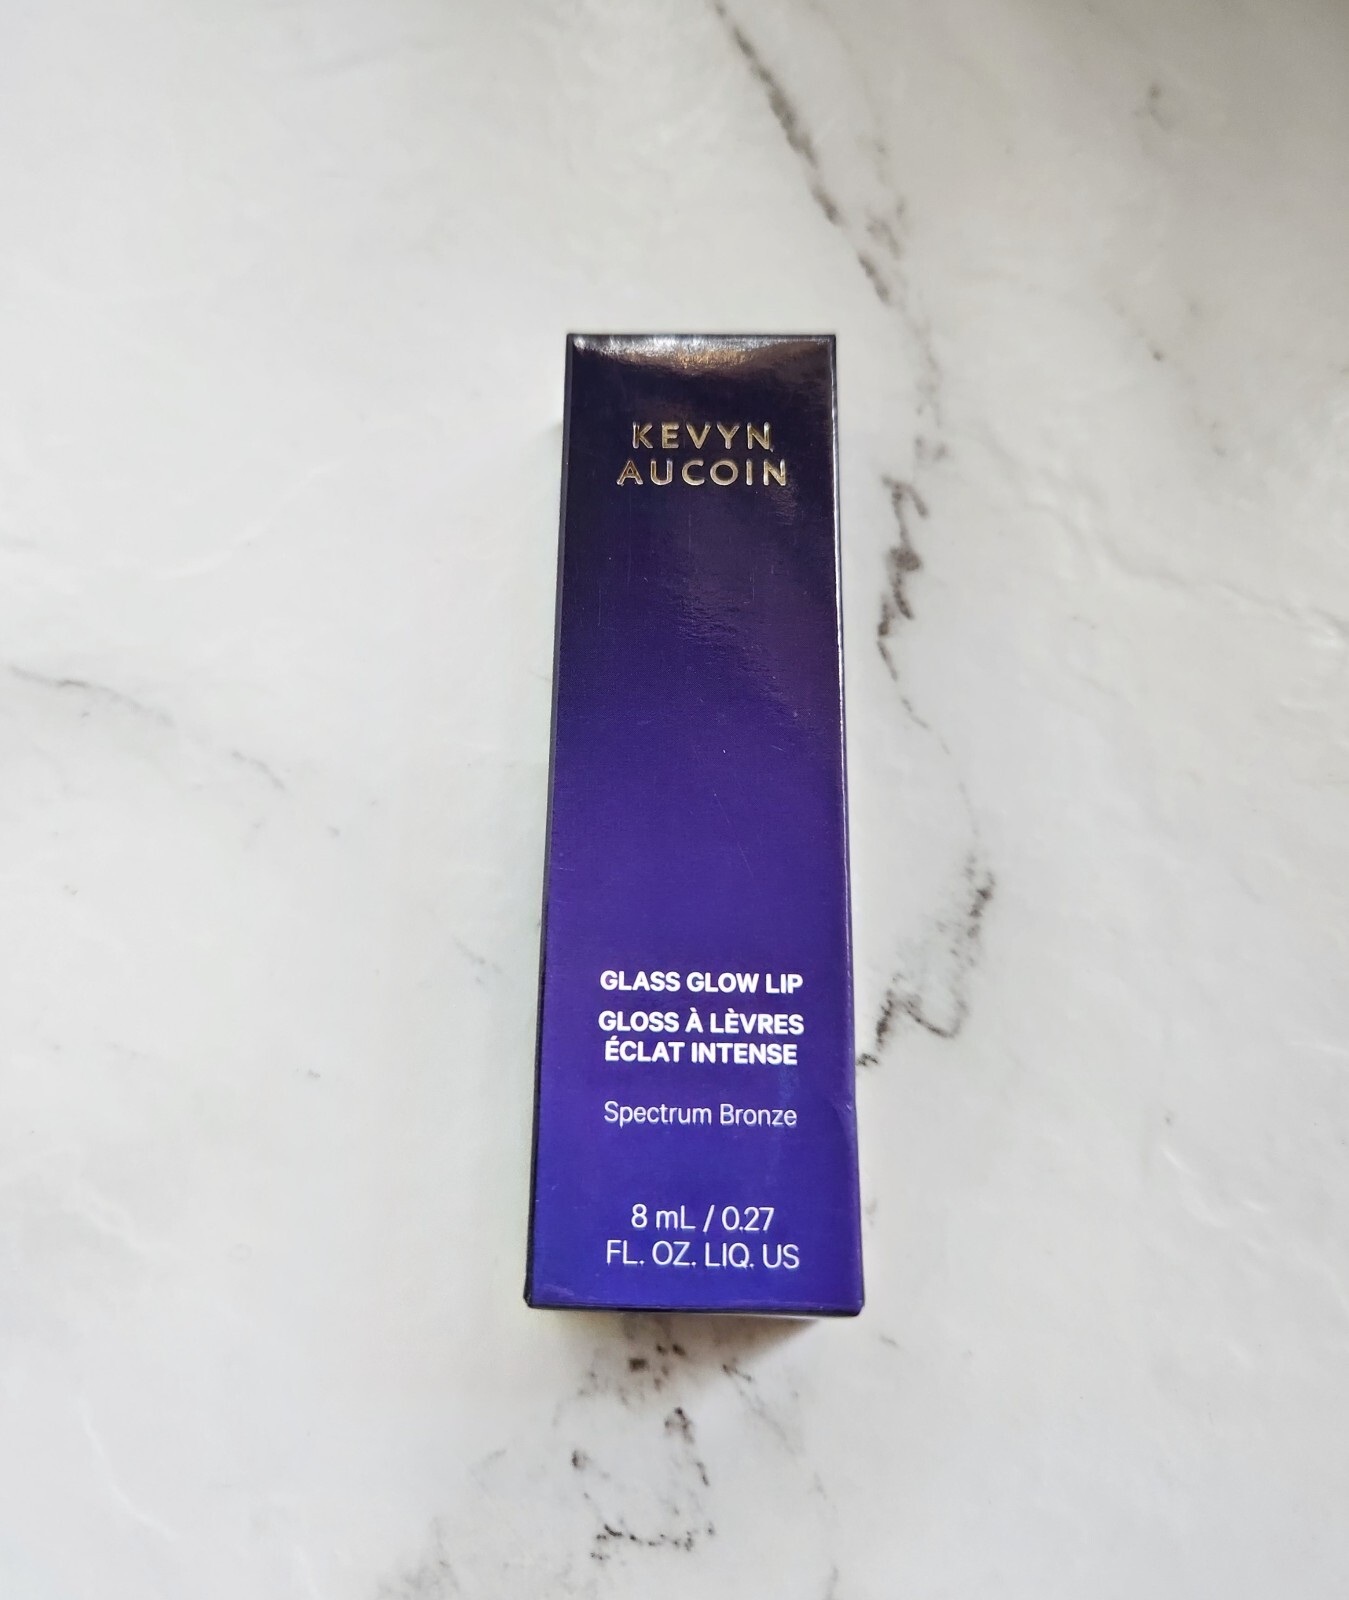 KEVYN
AUCOIN
GLASS GLOW LIP
GLOSS À LÈVRES
ÉCLAT INTENSE
Spectrum Bronze
8 mL / 0.27
FL. OZ. LIQ. US